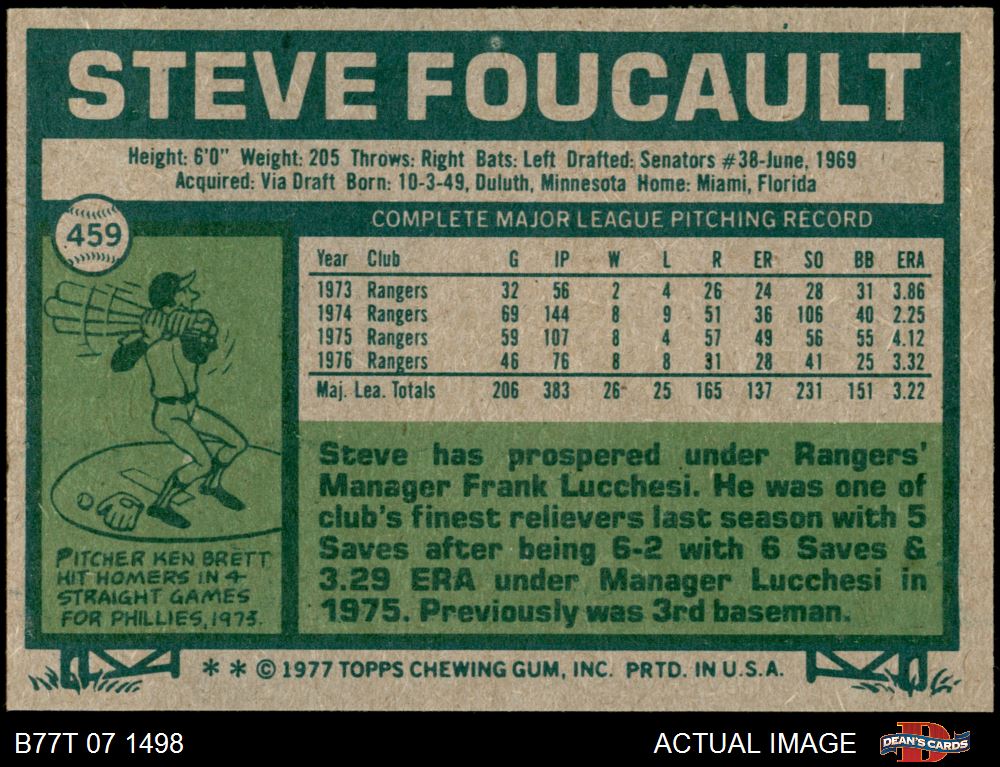 STEVE FOUCAULT
Height: 6'0" Weight: 205 Throws: Right Bats: Left Drafted: Senators #38-June, 1969
Acquired: Via Draft Born: 10-3-49, Duluth, Minnesota Home: Miami, Florida
459
COMPLETE MAJOR LEAGUE PITCHING RECORD
Year Club G IP W L R ER SO BB ERA
1973 Rangers 32 56 2 4 26 24 28 31 3.86
1974 Rangers 69 144 8 9 51 36 106 40 2.25
1975 Rangers 59 107 8 4 57 49 56 55 4.12
1976 Rangers 46 76 8 8 31 28 41 25 3.32
Maj. Lea. Totals 206 383 26 25 165 137 231 151 3.22
Steve has prospered under Rangers'
Manager Frank Lucchesi. He was one of
club's finest relievers last season with 5
Saves after being 6-2 with 6 Saves &
3.29 ERA under Manager Lucchesi in
1975. Previously was 3rd baseman.
PITCHER KEN BRETT
HIT HOMERS IN 4
STRAIGHT GAMES
FOR PHILLIES, 1973.
** © 1977 TOPPS CHEWING GUM, INC. PRTD. IN U.S.A.
B77T 07 1498
ACTUAL IMAGE
D
DEAN'S CARDS